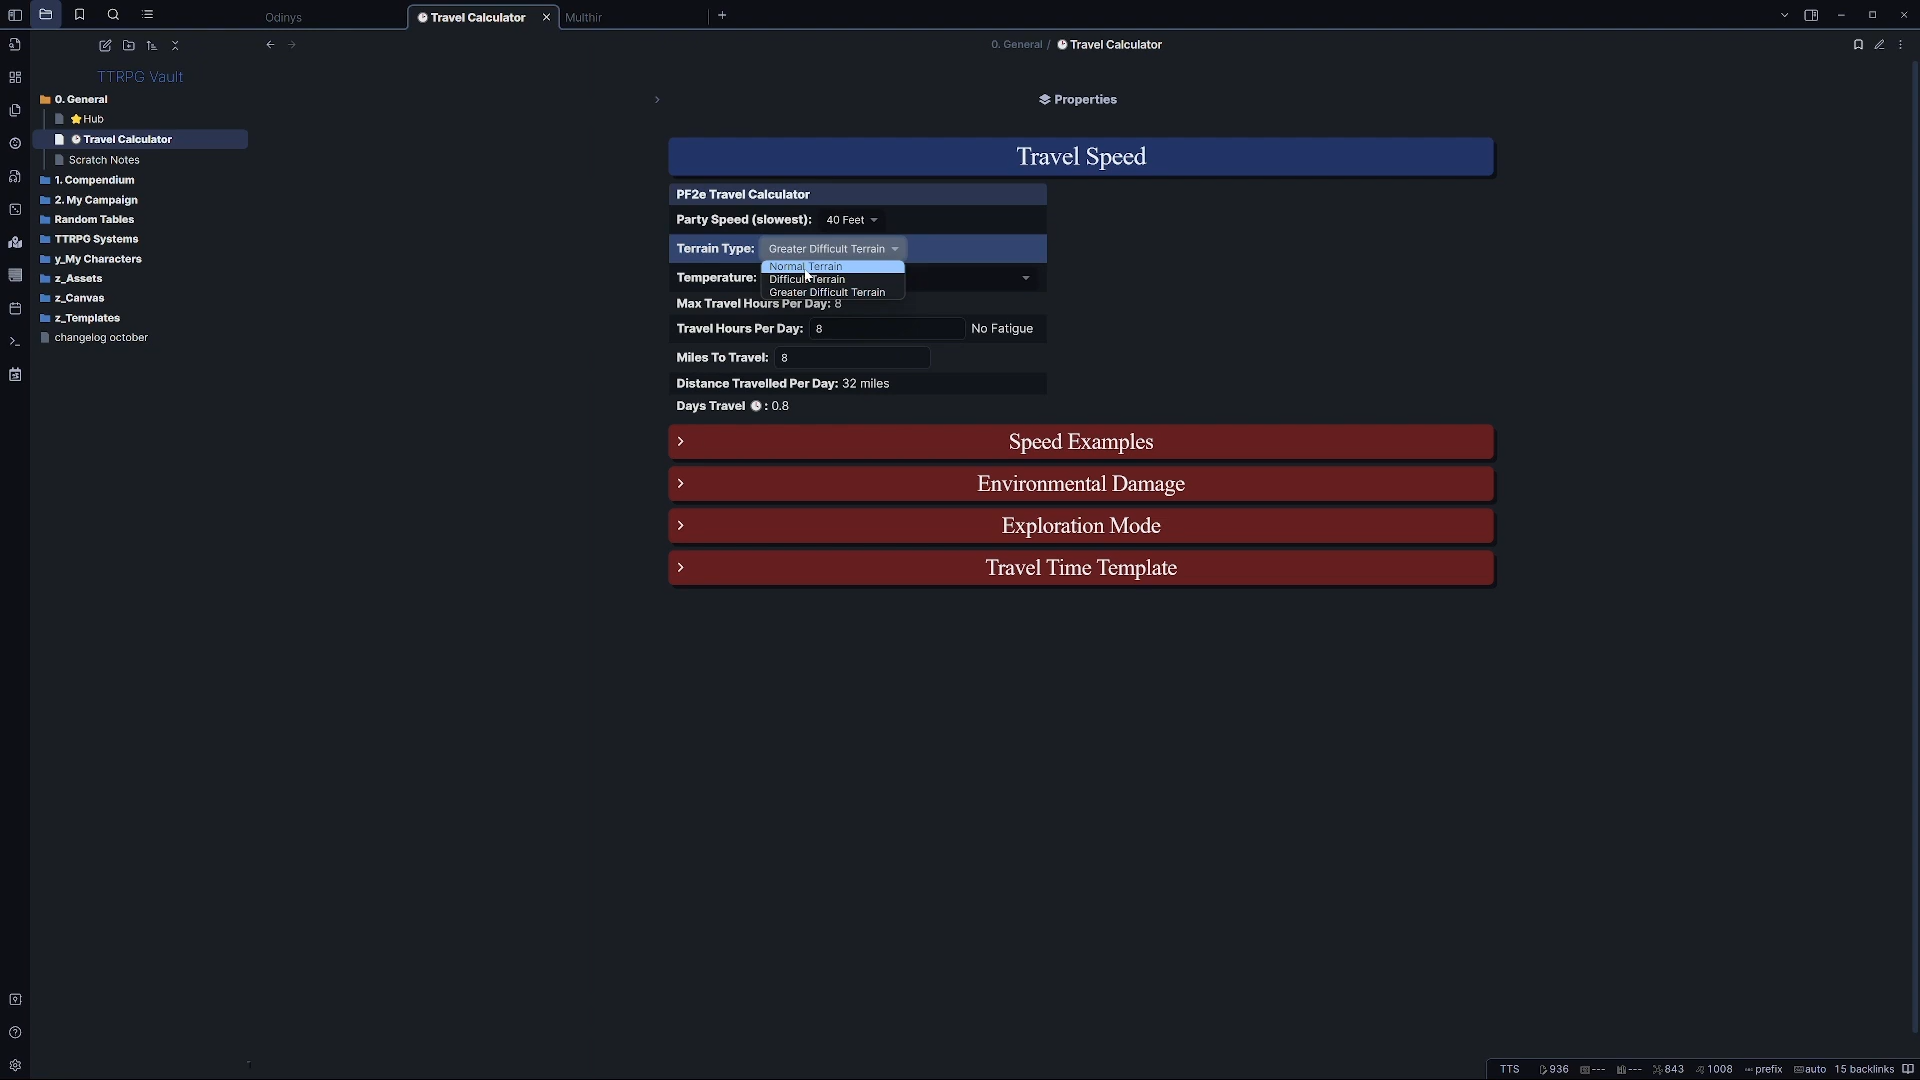 Odinys
Travel Calculator
Multhir
0. General / Travel Calculator
TTRPG Vault
0. General
Hub
Travel Calculator
Scratch Notes
1. Compendium
2. My Campaign
Random Tables
TTRPG Systems
y_My Characters
z_Assets
z_Canvas
z_Templates
changelog october
Properties
Travel Speed
PF2e Travel Calculator
Party Speed (slowest): 40 Feet
Terrain Type: Greater Difficult Terrain
Normal Terrain
Difficult Terrain
Greater Difficult Terrain
Temperature:
Max Travel Hours Per Day: 8
Travel Hours Per Day: 8 No Fatigue
Miles To Travel: 8
Distance Travelled Per Day: 32 miles
Days Travel : 0.8
Speed Examples
Environmental Damage
Exploration Mode
Travel Time Template
TTS 936 --- --- 843 1008 prefix auto 15 backlinks